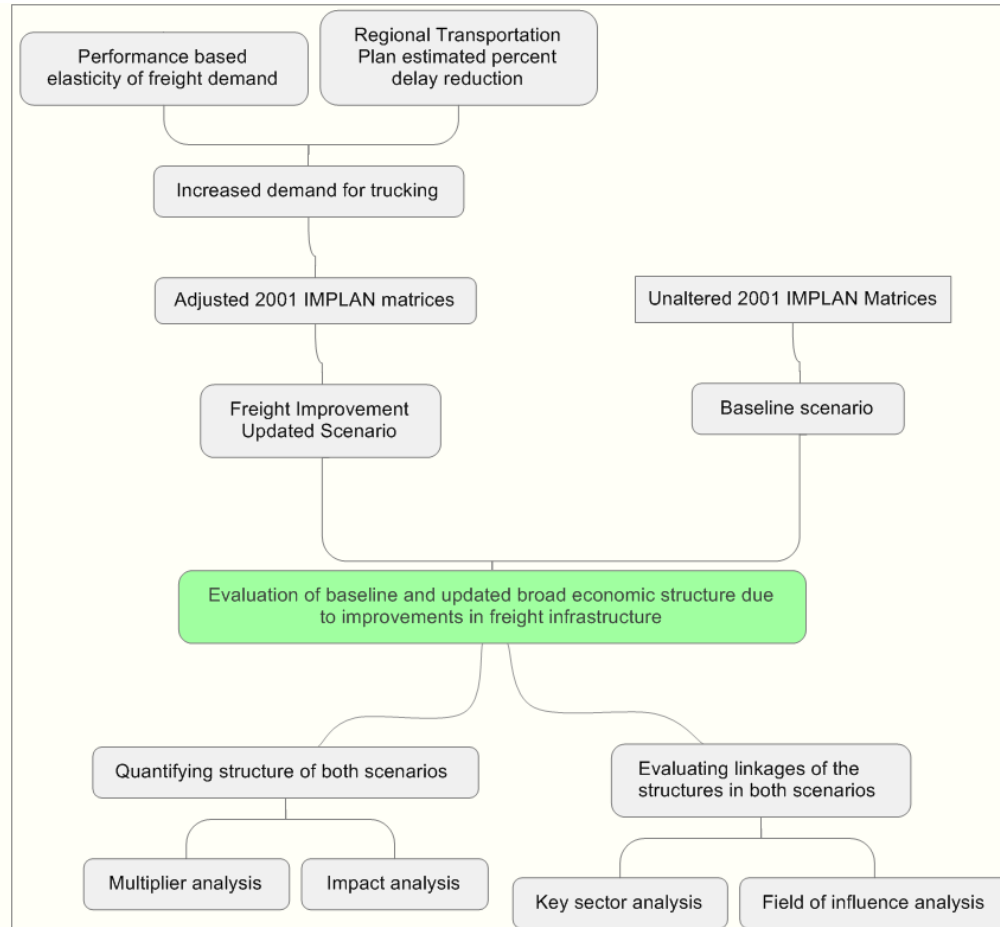 Performance based
elasticity of freight demand
Regional Transportation
Plan estimated percent
delay reduction
Increased demand for trucking
Adjusted 2001 IMPLAN matrices
Unaltered 2001 IMPLAN Matrices
Freight Improvement
Updated Scenario
Baseline scenario
Evaluation of baseline and updated broad economic structure due
to improvements in freight infrastructure
Quantifying structure of both scenarios
Evaluating linkages of the
structures in both scenarios
Multiplier analysis
Impact analysis
Key sector analysis
Field of influence analysis